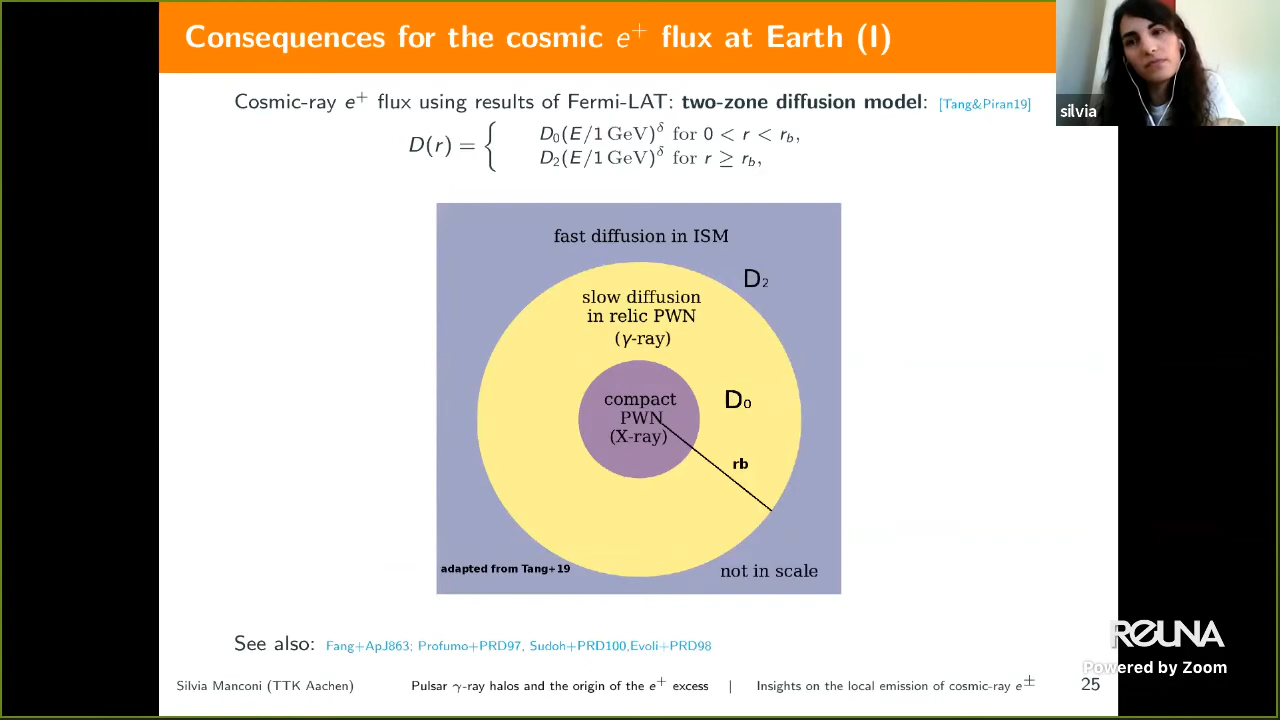 Consequences for the cosmic e⁺ flux at Earth (I)
silvia
Cosmic-ray e⁺ flux using results of Fermi-LAT: two-zone diffusion model: [Tang&Piran19]
D(r) = { D₀(E/1 GeV)^δ for 0 < r < r_b,
D₂(E/1 GeV)^δ for r ≥ r_b,
fast diffusion in ISM
D₂
slow diffusion
in relic PWN
(γ-ray)
compact
PWN
(X-ray)
D₀
rb
adapted from Tang+19
not in scale
See also: Fang+ApJ863; Profumo+PRD97, Sudoh+PRD100,Evoli+PRD98
REUNA
Powered by Zoom
Silvia Manconi (TTK Aachen) Pulsar γ-ray halos and the origin of the e⁺ excess | Insights on the local emission of cosmic-ray e± 25